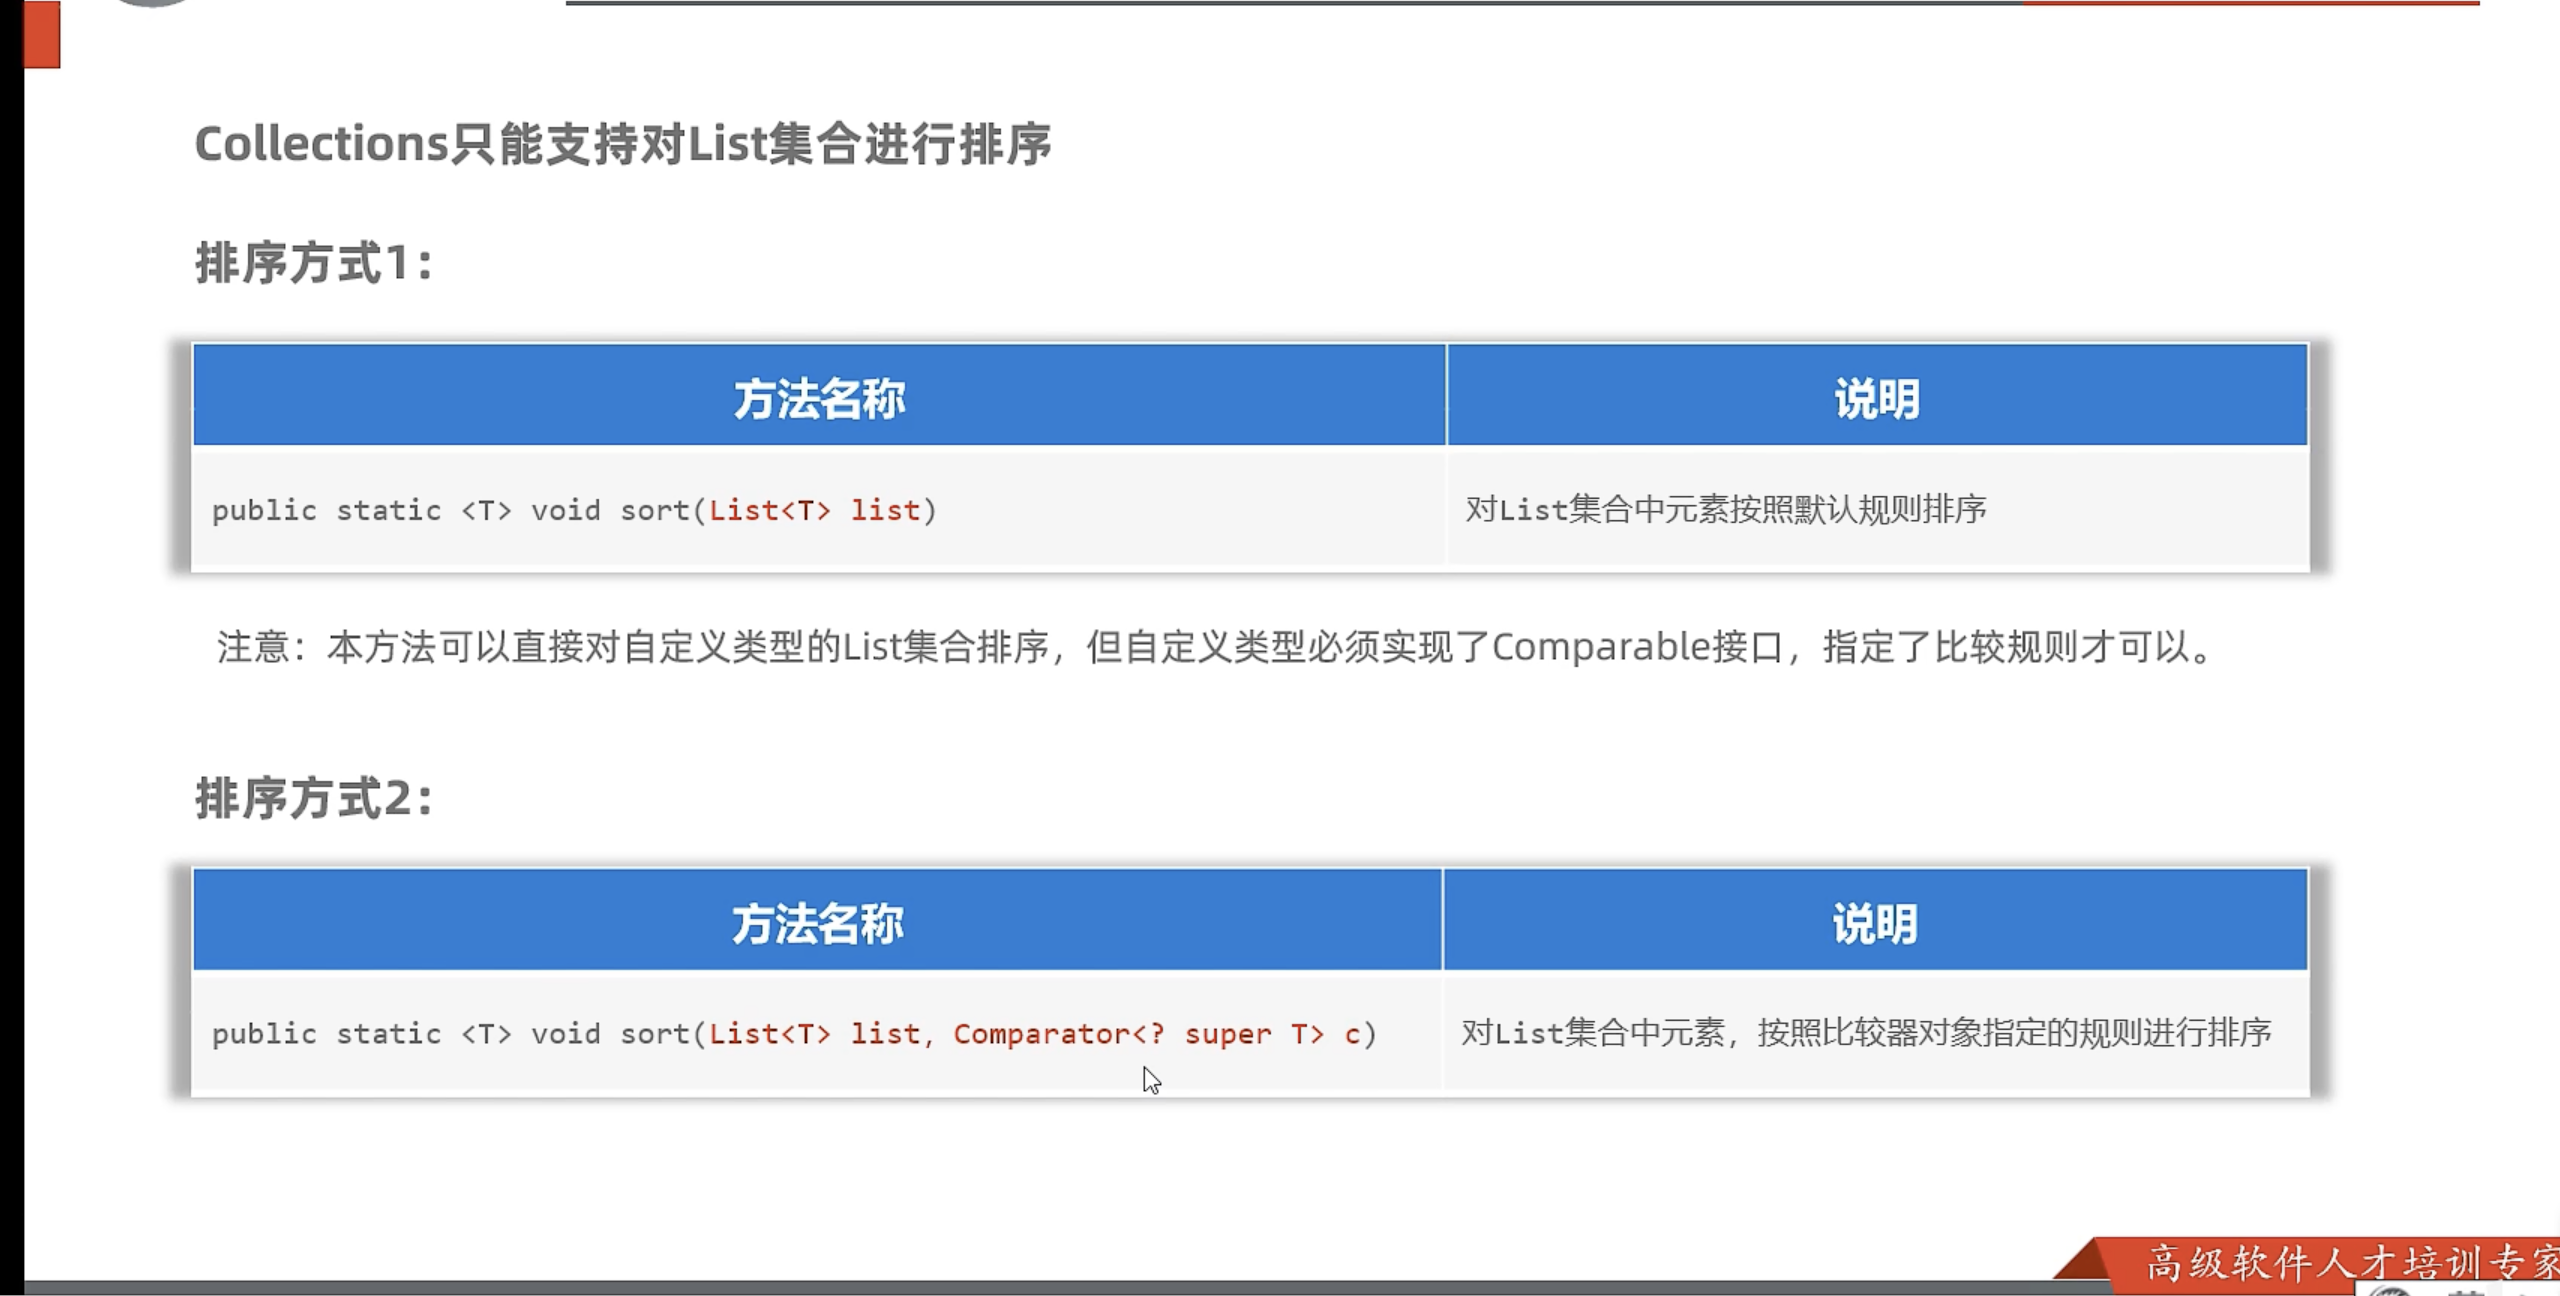 Collections只能支持对List集合进行排序
排序方式1：
方法名称 说明
public static <T> void sort(List<T> list) 对List集合中元素按照默认规则排序
注意：本方法可以直接对自定义类型的List集合排序，但自定义类型必须实现了Comparable接口，指定了比较规则才可以。
排序方式2：
方法名称 说明
public static <T> void sort(List<T> list, Comparator<? super T> c) 对List集合中元素，按照比较器对象指定的规则进行排序
高级软件人才培训专家